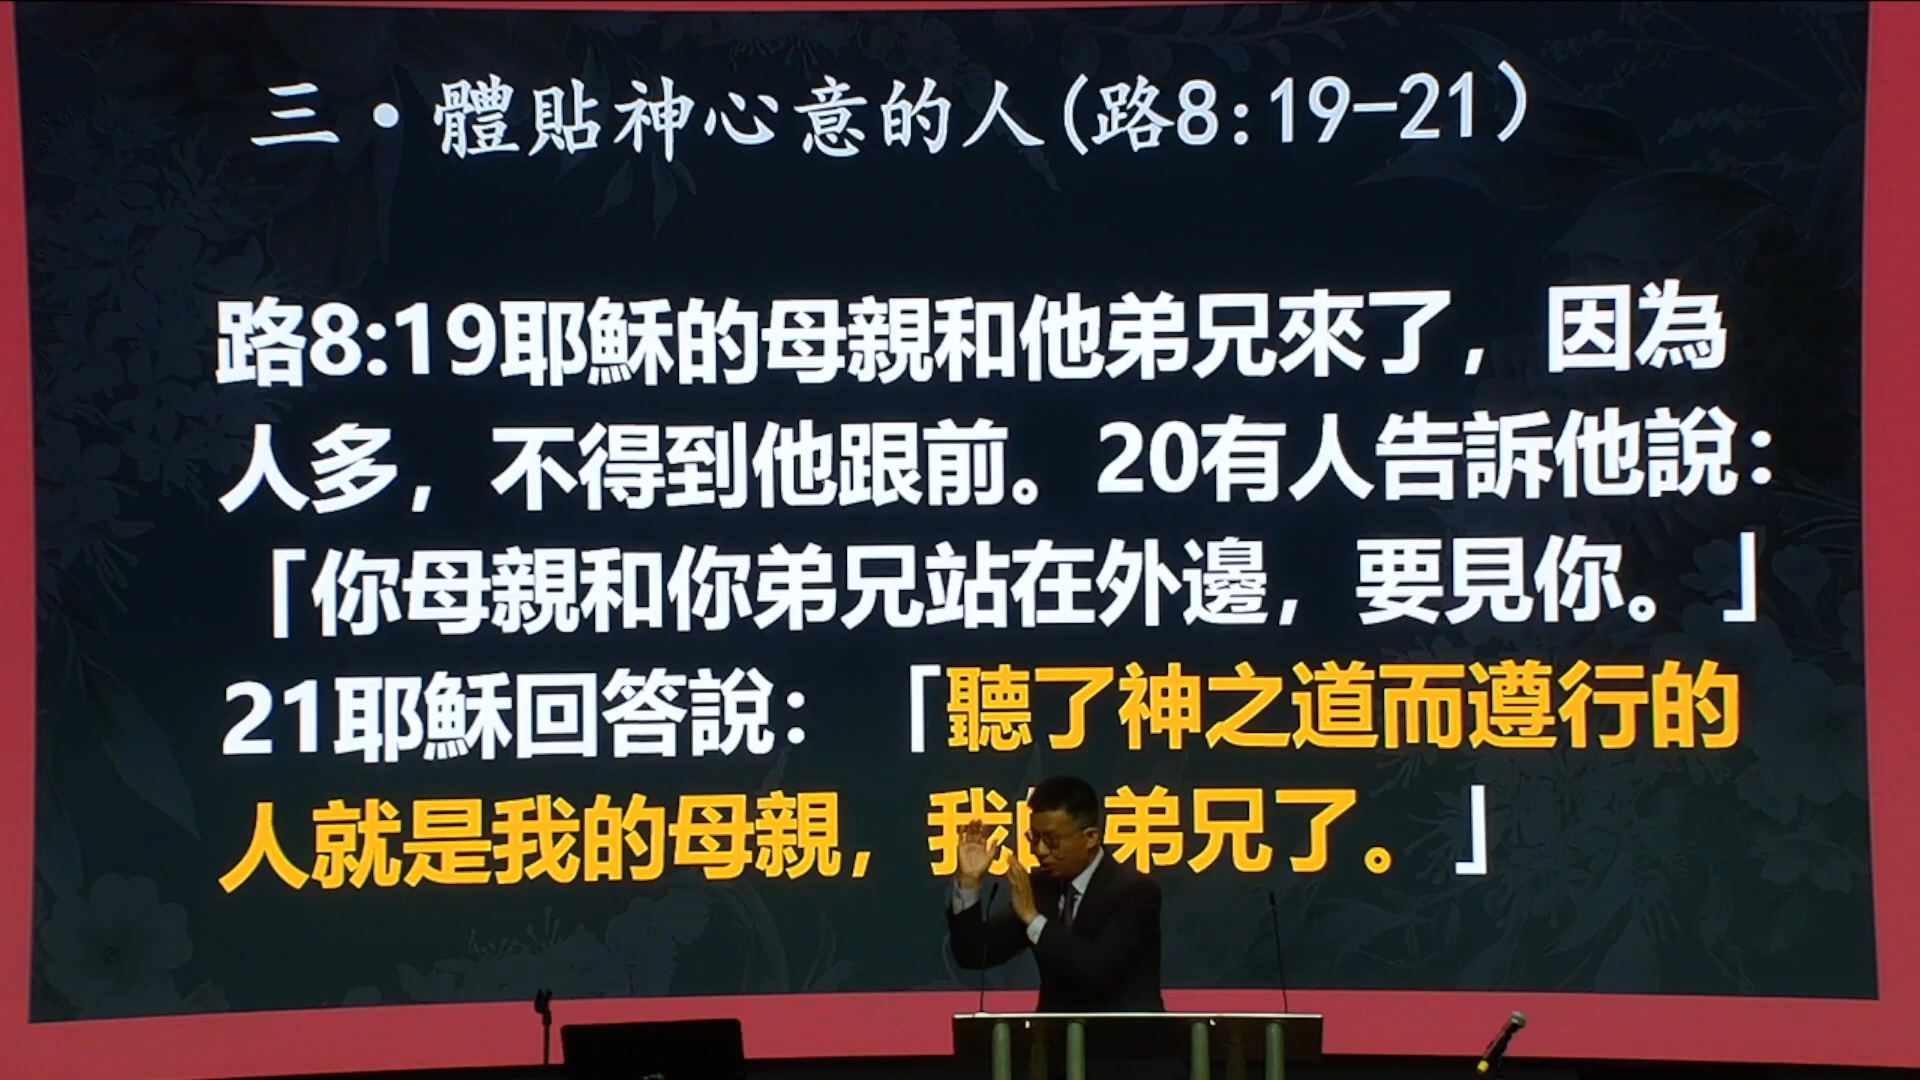 三·體貼神心意的人(路8:19-21)
路8:19耶穌的母親和他弟兄來了，因為
人多，不得到他跟前。20有人告訴他說：
「你母親和你弟兄站在外邊，要見你。」
21耶穌回答說：「聽了神之道而遵行的
人就是我的母親，我的弟兄了。」